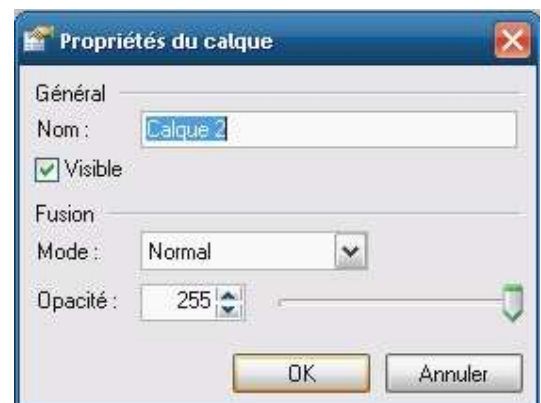 Propriétés du calque
Général
Nom : Calque 2
Visible
Fusion
Mode : Normal
Opacité : 255
OK Annuler